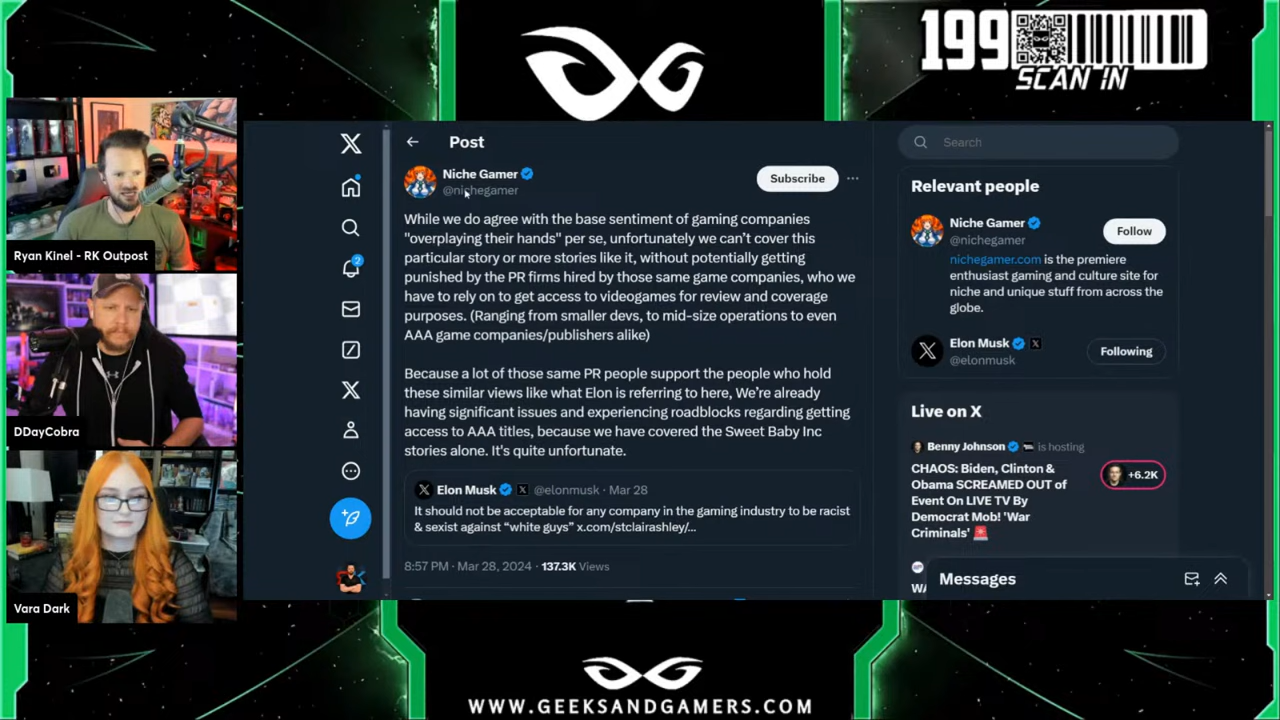 199
SCAN IN
Ryan Kinel - RK Outpost
DDayCobra
Vara Dark
Post
Niche Gamer
@nichegamer
Subscribe
While we do agree with the base sentiment of gaming companies
"overplaying their hands" per se, unfortunately we can't cover this
particular story or more stories like it, without potentially getting
punished by the PR firms hired by those same game companies, who we
have to rely on to get access to videogames for review and coverage
purposes. (Ranging from smaller devs, to mid-size operations to even
AAA game companies/publishers alike)
Because a lot of those same PR people support the people who hold
these similar views like what Elon is referring to here, We're already
having significant issues and experiencing roadblocks regarding getting
access to AAA titles, because we have covered the Sweet Baby Inc
stories alone. It's quite unfortunate.
Elon Musk @elonmusk · Mar 28
It should not be acceptable for any company in the gaming industry to be racist
& sexist against “white guys” x.com/stclairashley/...
8:57 PM · Mar 28, 2024 · 137.3K Views
2
Search
Relevant people
Niche Gamer
@nichegamer
Follow
nichegamer.com is the premiere
enthusiast gaming and culture site for
niche and unique stuff from across the
globe.
Elon Musk
@elonmusk
Following
Live on X
Benny Johnson is hosting
CHAOS: Biden, Clinton &
Obama SCREAMED OUT of
Event On LIVE TV By
Democrat Mob! 'War
Criminals'
+6.2K
Messages
WWW.GEEKSANDGAMERS.COM